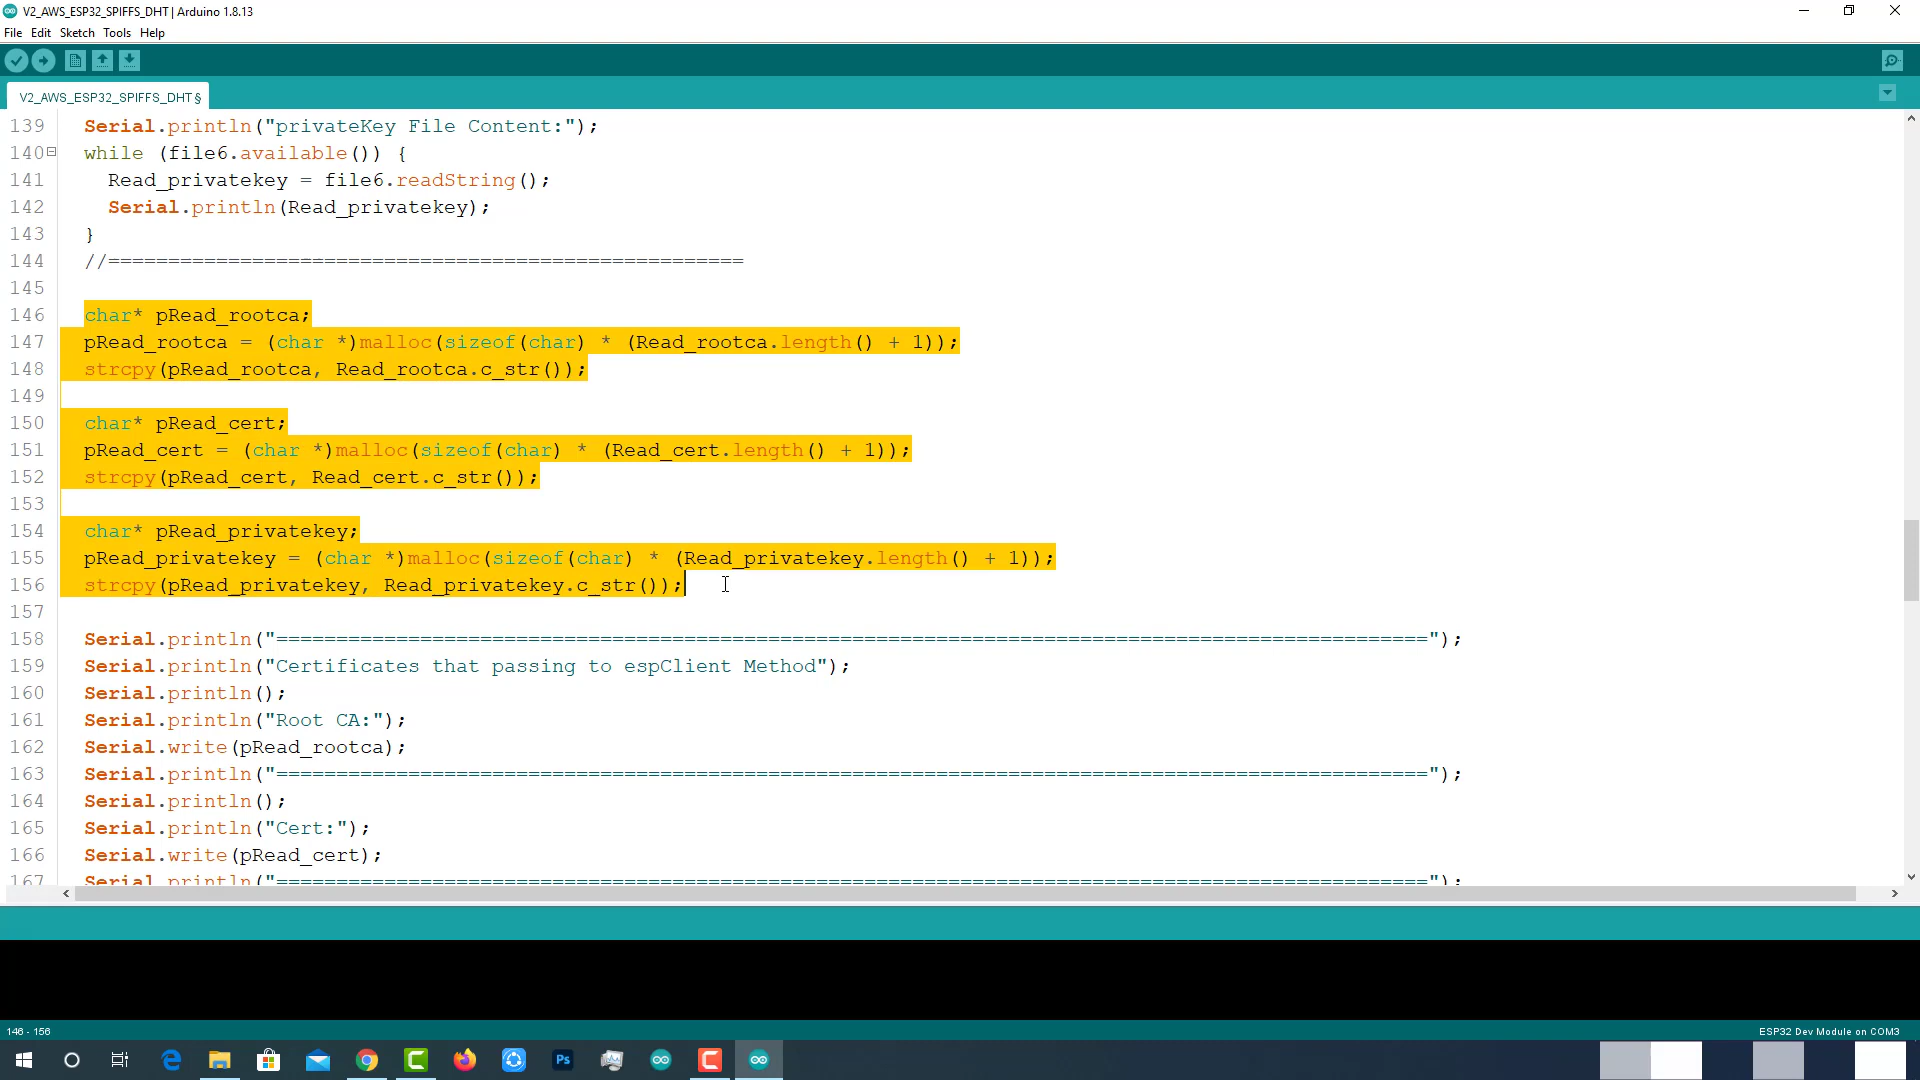 V2_AWS_ESP32_SPIFFS_DHT | Arduino 1.8.13
File Edit Sketch Tools Help
V2_AWS_ESP32_SPIFFS_DHT §
139 Serial.println("privateKey File Content:");
140 while (file6.available()) {
141 Read_privatekey = file6.readString();
142 Serial.println(Read_privatekey);
143 }
144 //=====================================================
145
146 char* pRead_rootca;
147 pRead_rootca = (char *)malloc(sizeof(char) * (Read_rootca.length() + 1));
148 strcpy(pRead_rootca, Read_rootca.c_str());
149
150 char* pRead_cert;
151 pRead_cert = (char *)malloc(sizeof(char) * (Read_cert.length() + 1));
152 strcpy(pRead_cert, Read_cert.c_str());
153
154 char* pRead_privatekey;
155 pRead_privatekey = (char *)malloc(sizeof(char) * (Read_privatekey.length() + 1));
156 strcpy(pRead_privatekey, Read_privatekey.c_str());
157
158 Serial.println("================================================================================================");
159 Serial.println("Certificates that passing to espClient Method");
160 Serial.println();
161 Serial.println("Root CA:");
162 Serial.write(pRead_rootca);
163 Serial.println("================================================================================================");
164 Serial.println();
165 Serial.println("Cert:");
166 Serial.write(pRead_cert);
167 Serial.println("================================================================================================");
146 - 156
ESP32 Dev Module on COM3
Ps